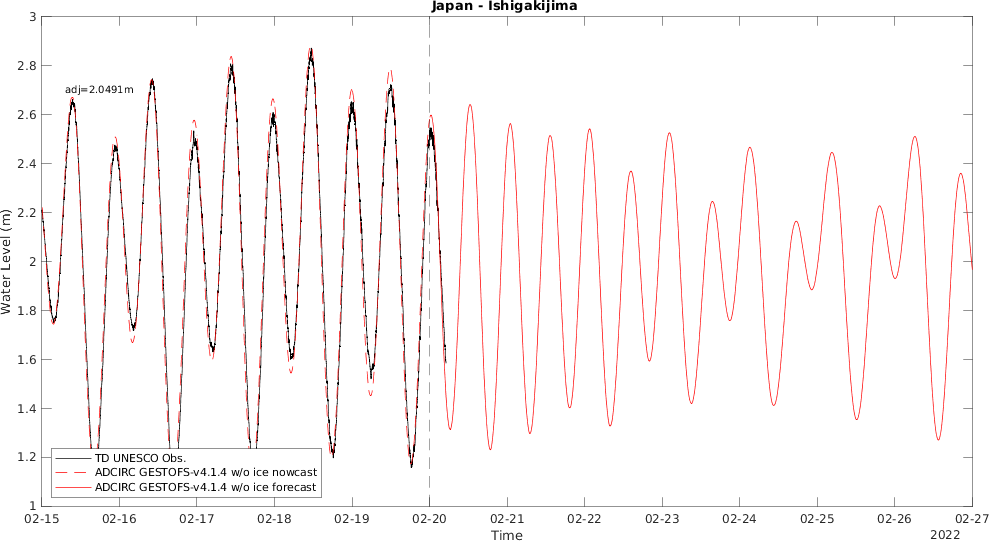 Japan - Ishigakijima
3
2.8
2.6
2.4
2.2
2
1.8
1.6
1.4
1.2
1
Water Level (m)
adj=2.0491m
TD UNESCO Obs.
ADCIRC GESTOFS-v4.1.4 w/o ice nowcast
ADCIRC GESTOFS-v4.1.4 w/o ice forecast
02-15 02-16 02-17 02-18 02-19 02-20 02-21 02-22 02-23 02-24 02-25 02-26 02-27
Time
2022